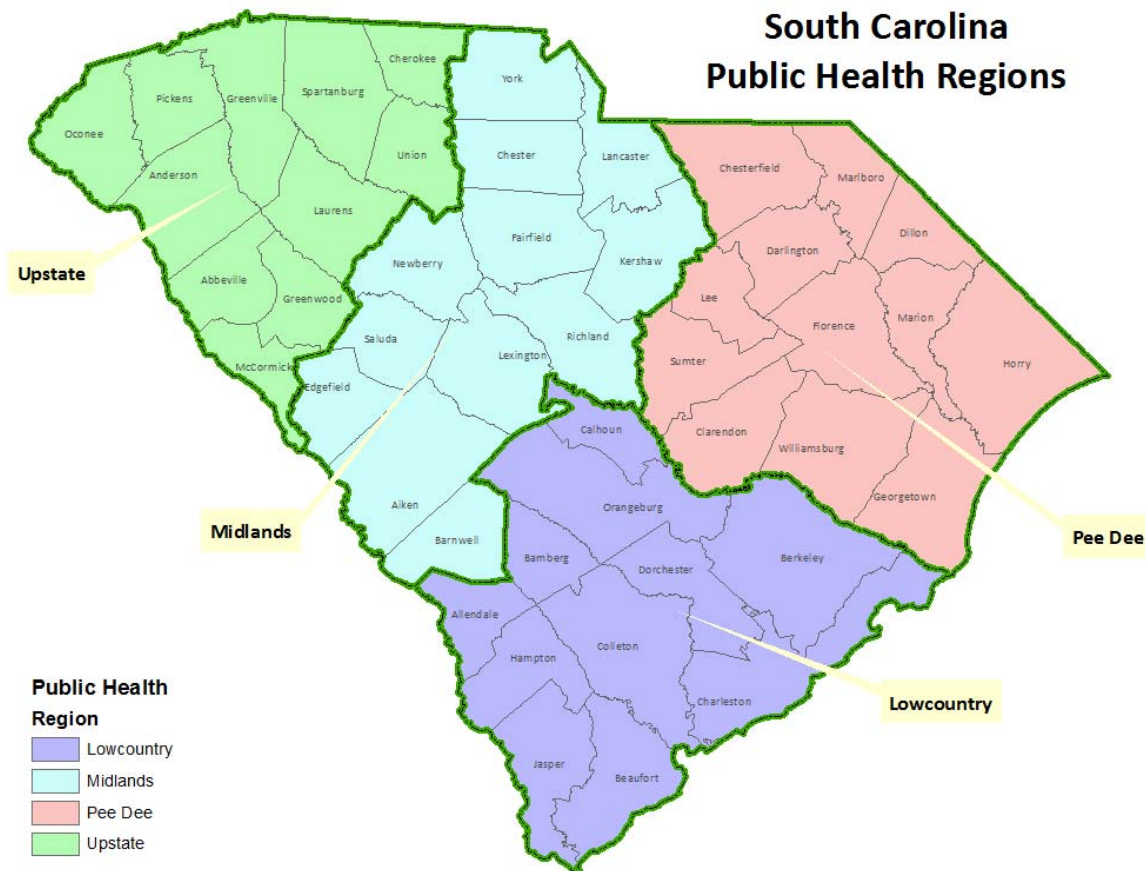 South Carolina
Public Health Regions
Cherokee
York
Spartanburg
Pickens
Greenville
Oconee
Union
Chester
Lancaster
Chesterfield
Marlboro
Anderson
Laurens
Dillon
Fairfield
Darlington
Newberry
Kershaw
Upstate
Abbeville
Greenwood
Lee
Florence
Marion
Saluda
Lexington
Richland
Sumter
Horry
McCormick
Edgefield
Calhoun
Clarendon
Williamsburg
Georgetown
Aiken
Orangeburg
Midlands
Barnwell
Pee Dee
Bamberg
Dorchester
Berkeley
Allendale
Colleton
Hampton
Charleston
Lowcountry
Jasper
Beaufort
Public Health
Region
Lowcountry
Midlands
Pee Dee
Upstate